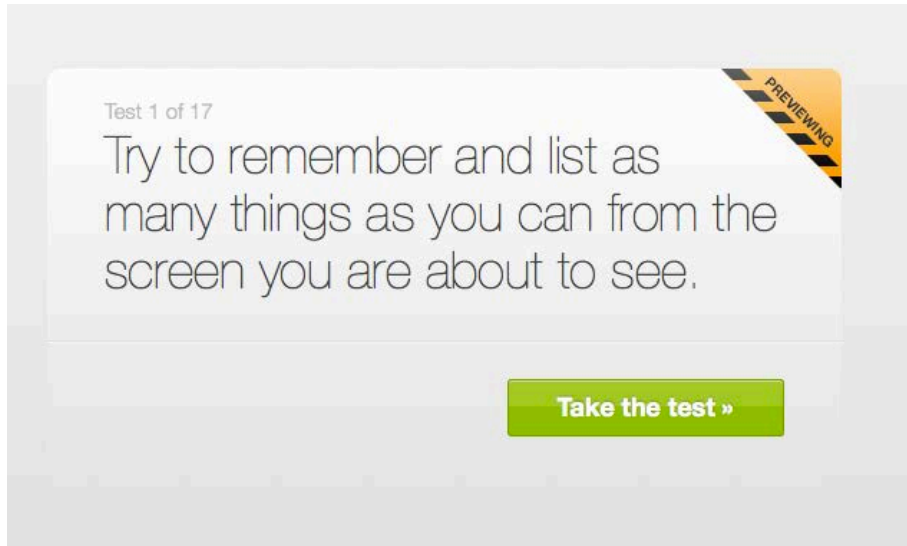 PREVIEWING
Test 1 of 17
Try to remember and list as
many things as you can from the
screen you are about to see.
Take the test »